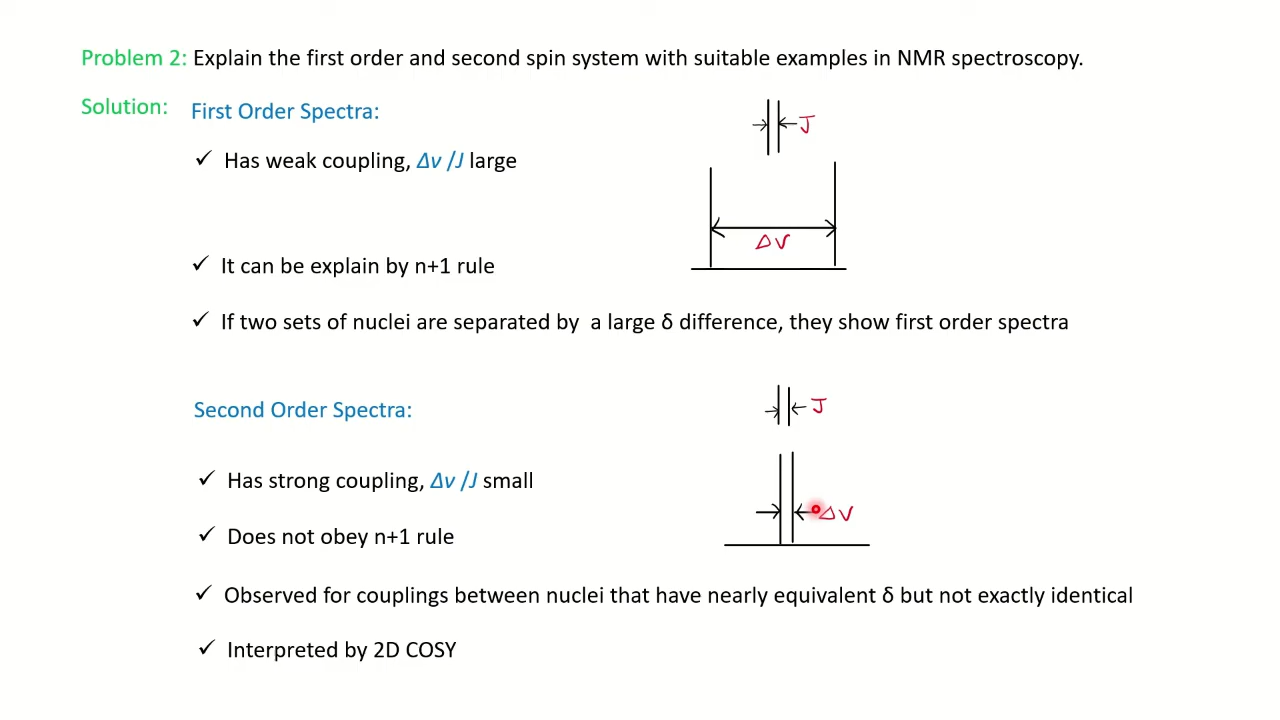 Problem 2: Explain the first order and second spin system with suitable examples in NMR spectroscopy.
Solution: First Order Spectra:
J
✓ Has weak coupling, Δν /J large
Δν
✓ It can be explain by n+1 rule
✓ If two sets of nuclei are separated by a large δ difference, they show first order spectra
Second Order Spectra:
J
✓ Has strong coupling, Δν /J small
Δν
✓ Does not obey n+1 rule
✓ Observed for couplings between nuclei that have nearly equivalent δ but not exactly identical
✓ Interpreted by 2D COSY